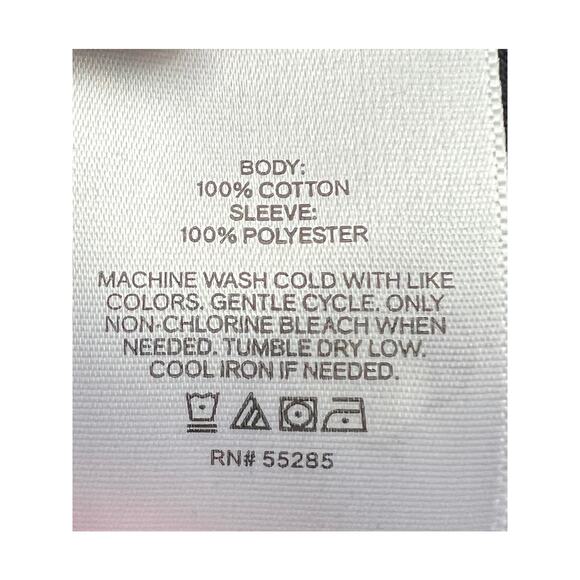 BODY:
100% COTTON
SLEEVE:
100% POLYESTER
MACHINE WASH COLD WITH LIKE
COLORS. GENTLE CYCLE. ONLY
NON-CHLORINE BLEACH WHEN
NEEDED. TUMBLE DRY LOW.
COOL IRON IF NEEDED.
RN# 55285